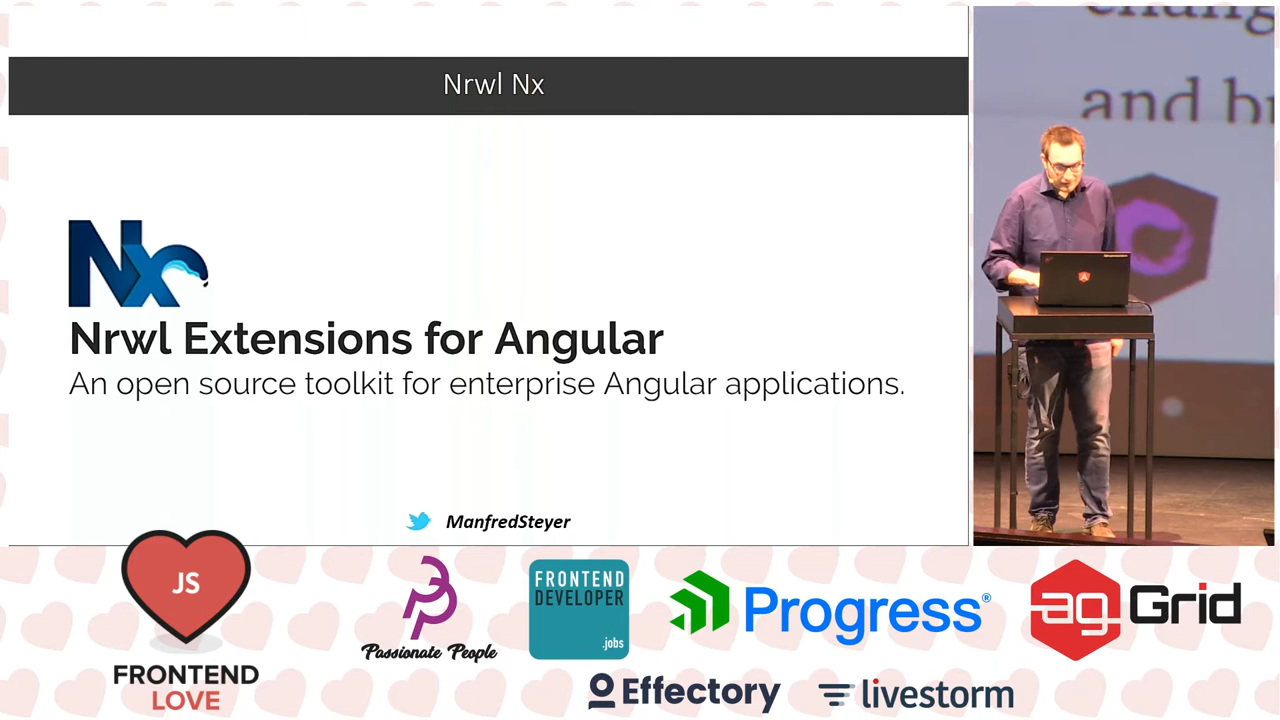 Nrwl Nx
Nx
Nrwl Extensions for Angular
An open source toolkit for enterprise Angular applications.
ManfredSteyer
and b
JS
FRONTEND
LOVE
Passionate People
FRONTEND
DEVELOPER
.jobs
Progress®
ag Grid
Effectory
livestorm